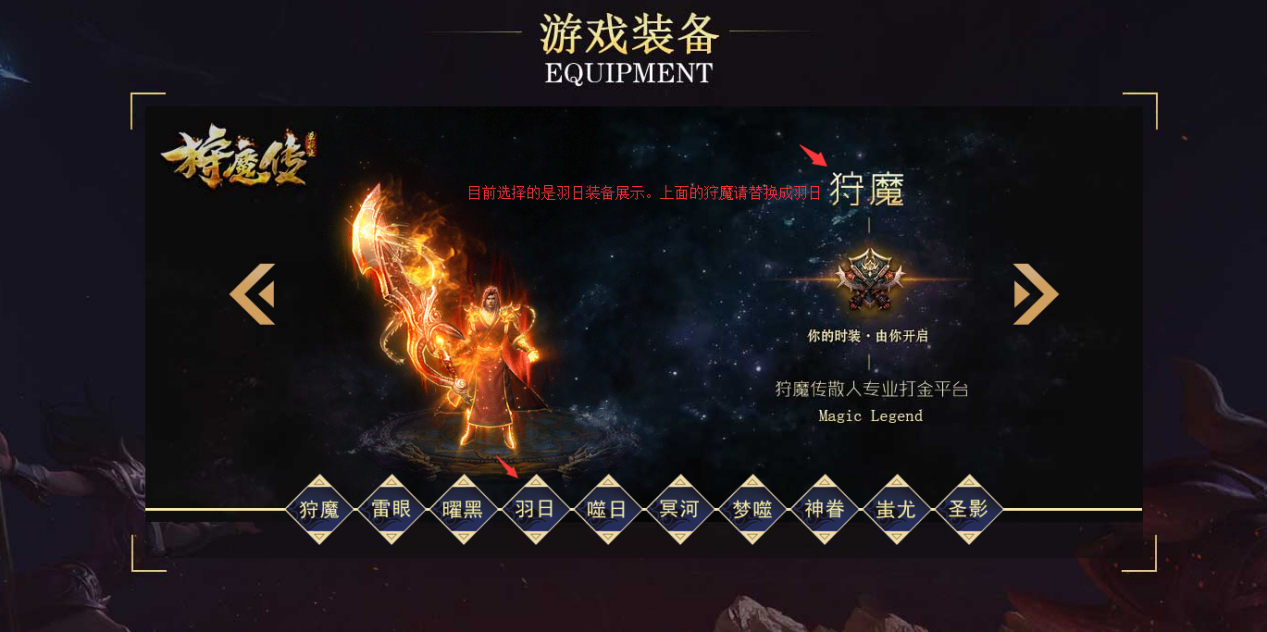 游戏装备
EQUIPMENT
狩魔传
目前选择的是羽日装备展示。上面的狩魔请替换成羽日
狩魔
你的时装·由你开启
狩魔传散人专业打金平台
Magic Legend
狩魔 雷眼 曜黑 羽日 噬日 冥河 梦噬 神眷 蚩尤 圣影